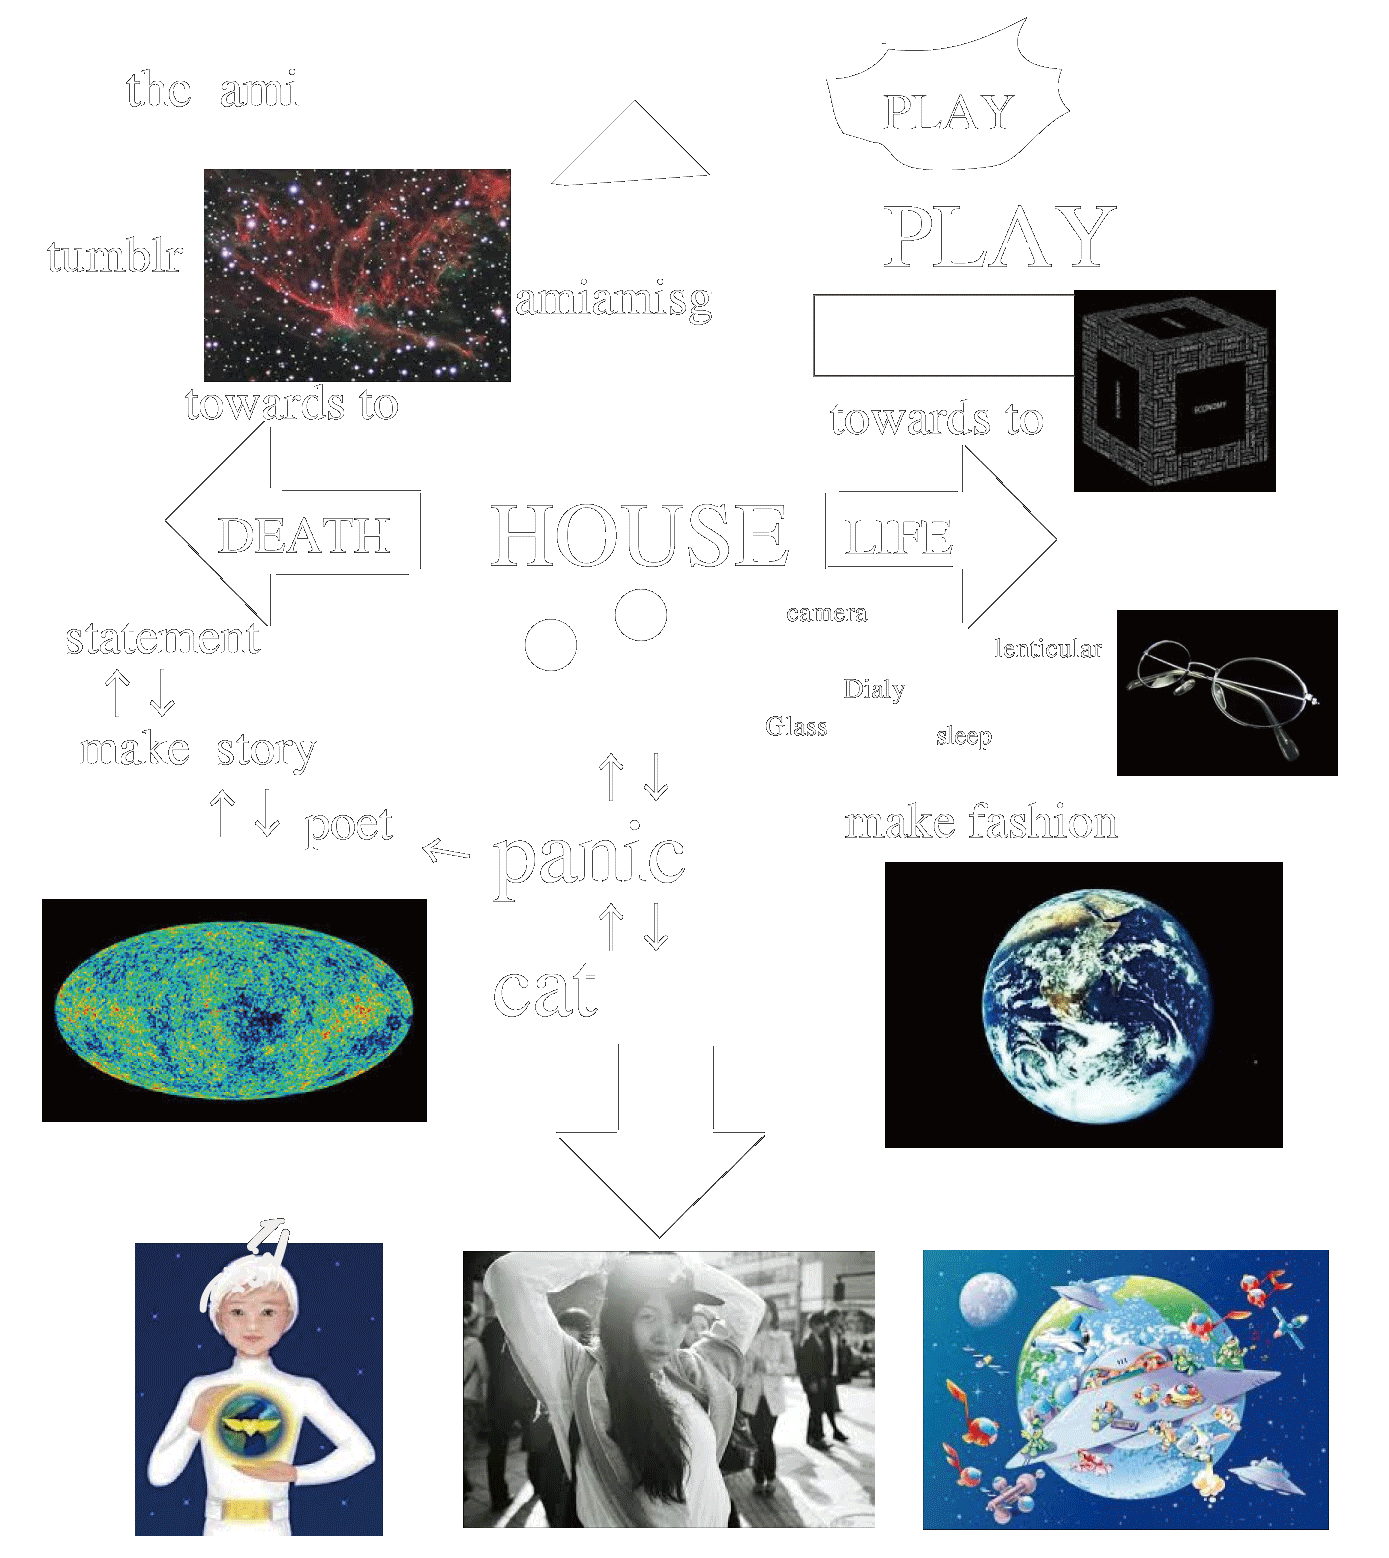 the ami
PLAY
PLAY
tumblr
amiamisg
towards to
towards to
ECONOMY
DEATH
HOUSE
LIFE
camera
statement
lenticular
Dialy
Glass
sleep
make story
poet
make fashion
panic
cat